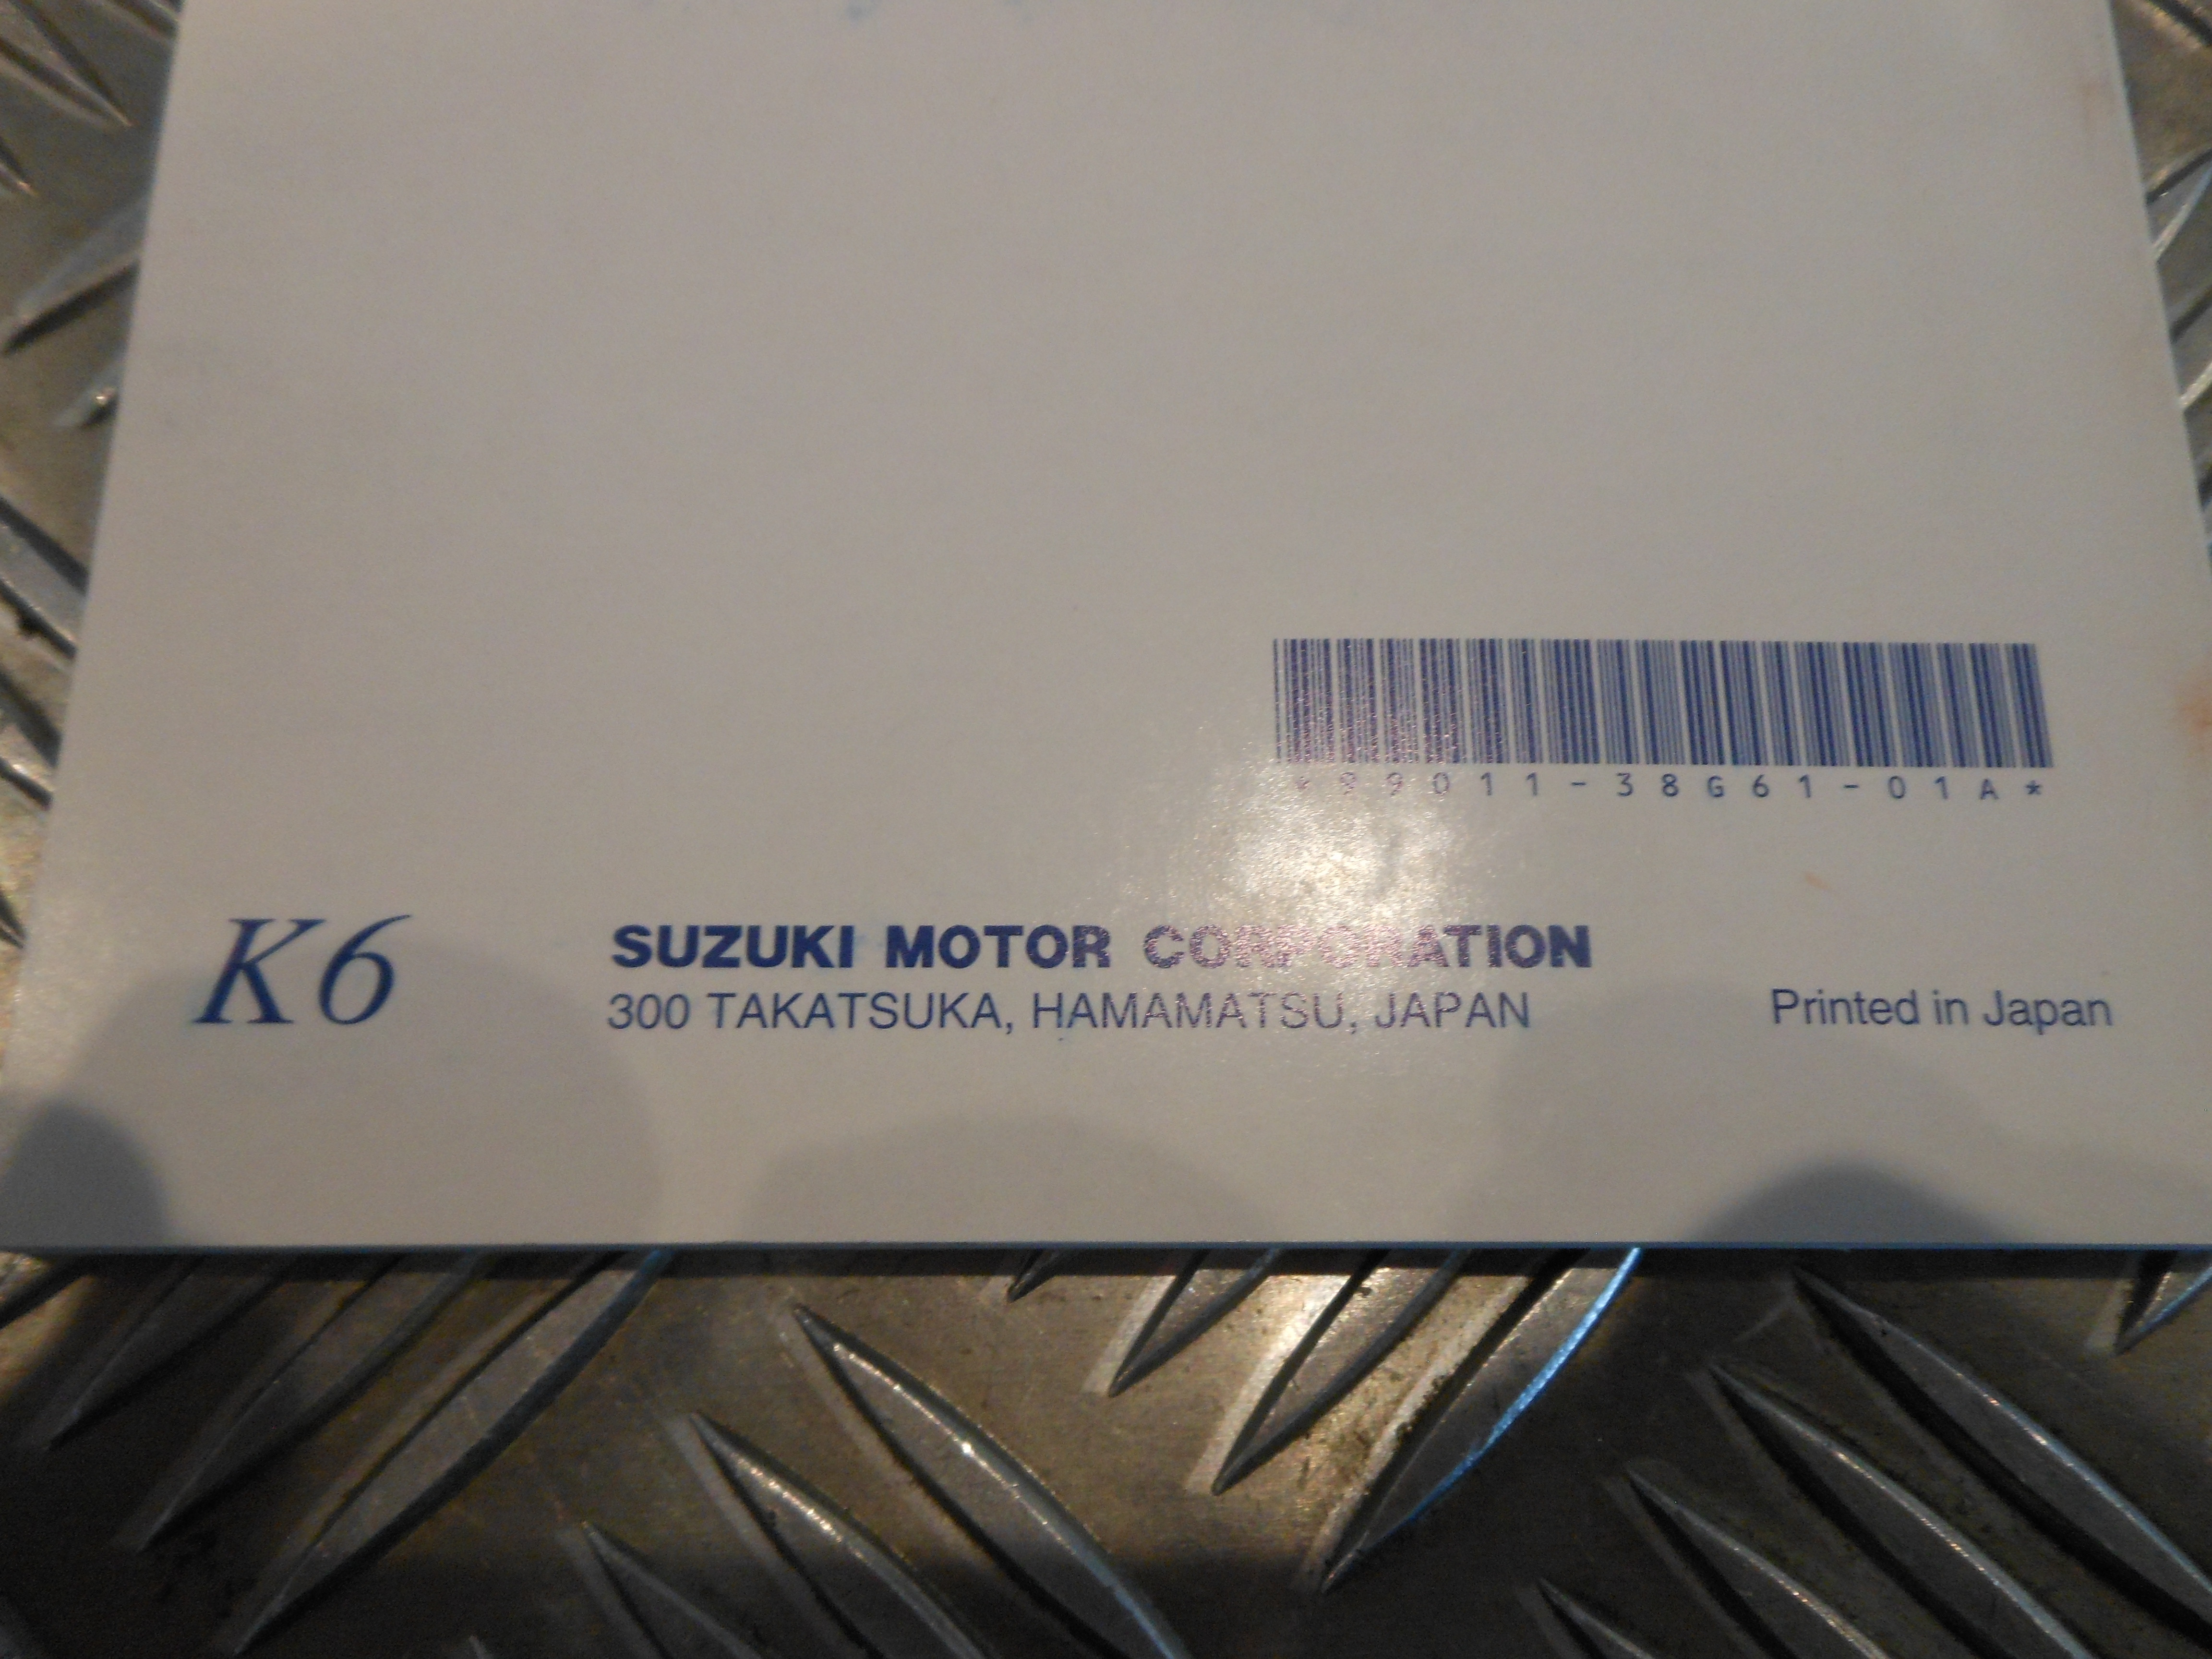 *99011-38G61-01A*
K6
SUZUKI MOTOR CORPORATION
300 TAKATSUKA, HAMAMATSU, JAPAN
Printed in Japan